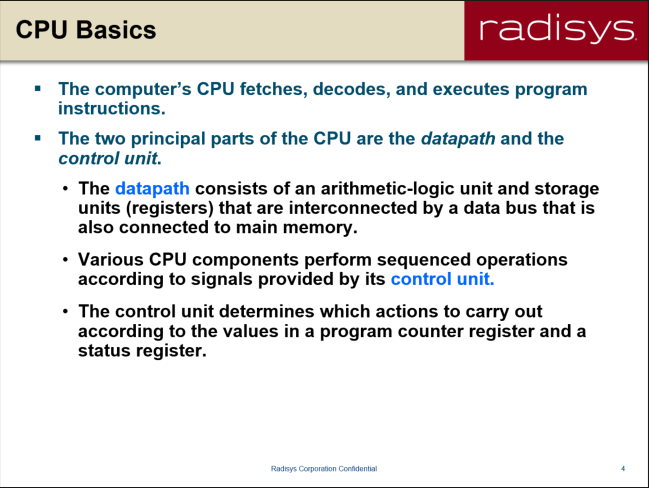 CPU Basics
radisys.
▪ The computer’s CPU fetches, decodes, and executes program
instructions.
▪ The two principal parts of the CPU are the datapath and the
control unit.
• The datapath consists of an arithmetic-logic unit and storage
units (registers) that are interconnected by a data bus that is
also connected to main memory.
• Various CPU components perform sequenced operations
according to signals provided by its control unit.
• The control unit determines which actions to carry out
according to the values in a program counter register and a
status register.
Radisys Corporation Confidential
4